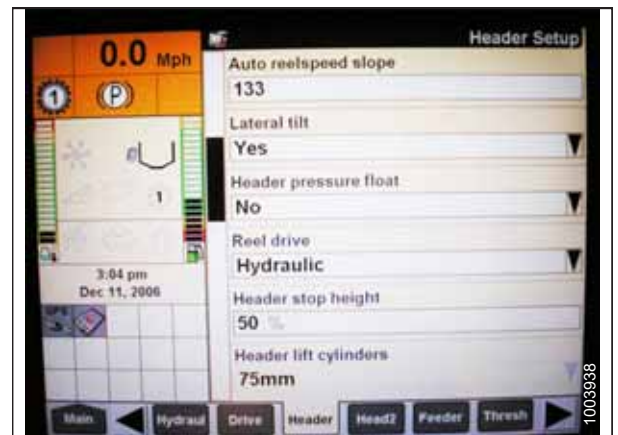 Header Setup
0.0 Mph
1
(P)
1
3:04 pm
Dec 11, 2006
GPS
Auto reelspeed slope
133
Lateral tilt
Yes
Header pressure float
No
Reel drive
Hydraulic
Header stop height
50 %
Header lift cylinders
75mm
Main
Hydraul
Drive
Header
Head2
Feeder
Thresh
1003938